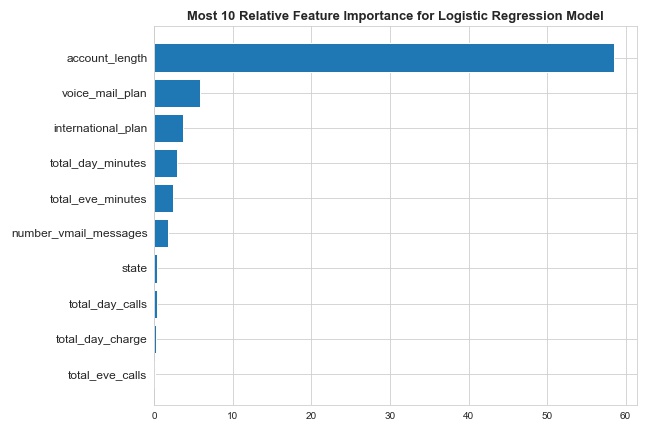 Most 10 Relative Feature Importance for Logistic Regression Model
account_length
voice_mail_plan
international_plan
total_day_minutes
total_eve_minutes
number_vmail_messages
state
total_day_calls
total_day_charge
total_eve_calls
0 10 20 30 40 50 60